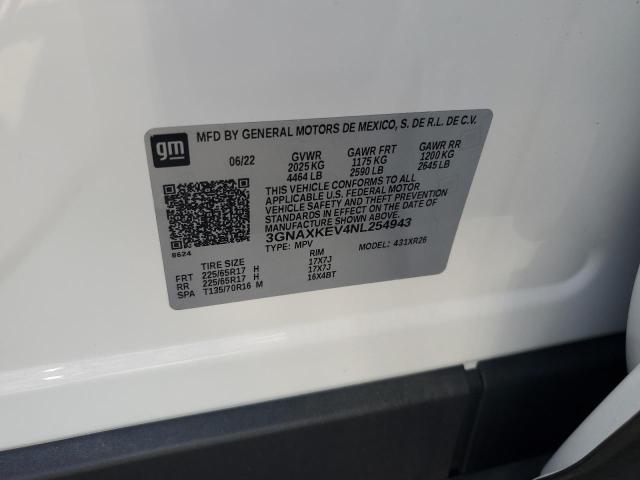 gm
MFD BY GENERAL MOTORS DE MEXICO, S. DE R.L. DE C.V.
06/22 GVWR GAWR FRT GAWR RR
2025 KG 1175 KG 1200 KG
4464 LB 2590 LB 2645 LB
THIS VEHICLE CONFORMS TO ALL
APPLICABLE U.S. FEDERAL MOTOR
VEHICLE SAFETY AND THEFT PREVENTION
STANDARDS IN EFFECT ON THE DATE OF
MANUFACTURE SHOWN ABOVE.
3GNAXKEV4NL254943
TYPE: MPV MODEL: 431XR26
8624
TIRE SIZE RIM
FRT 225/65R17 H 17X7J
RR 225/65R17 H 17X7J
SPA T135/70R16 M 16X4BT